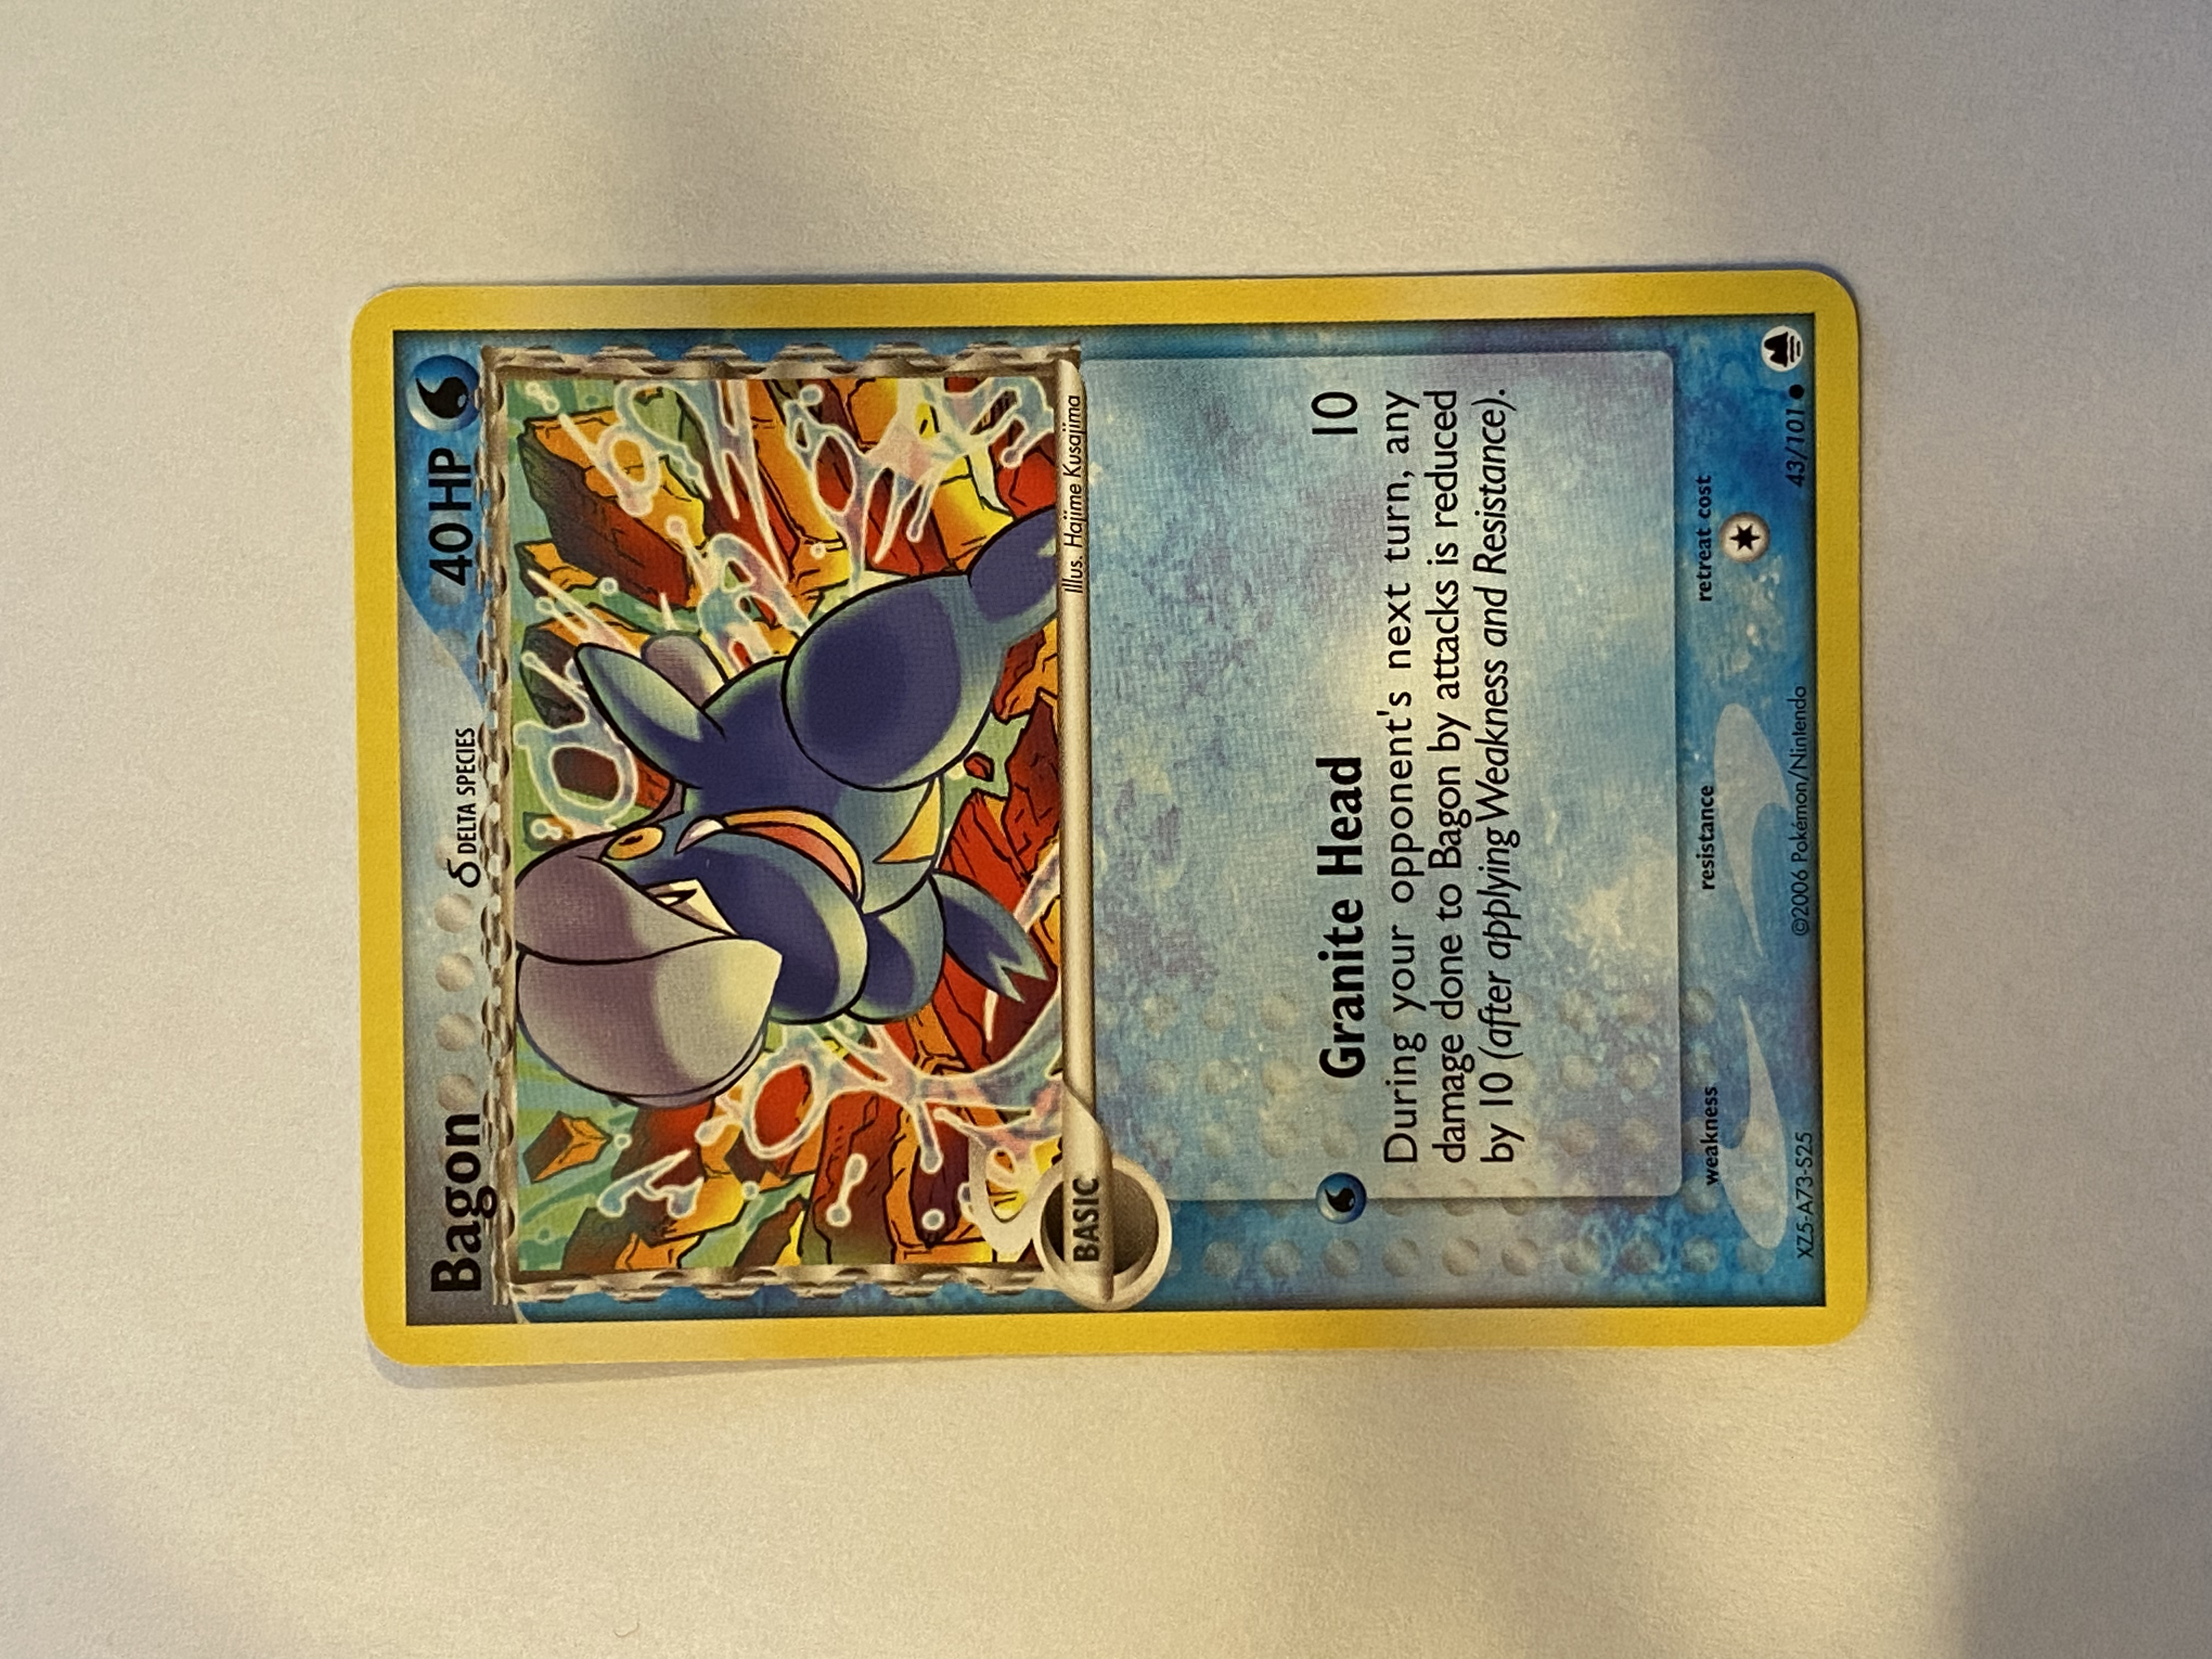 Bagon δ DELTA SPECIES 40 HP
Illus. Hajime Kusajima
BASIC
Granite Head 10
During your opponent's next turn, any
damage done to Bagon by attacks is reduced
by 10 (after applying Weakness and Resistance).
weakness resistance retreat cost
XZ5-A73-S25 ©2006 Pokémon/Nintendo 43/101